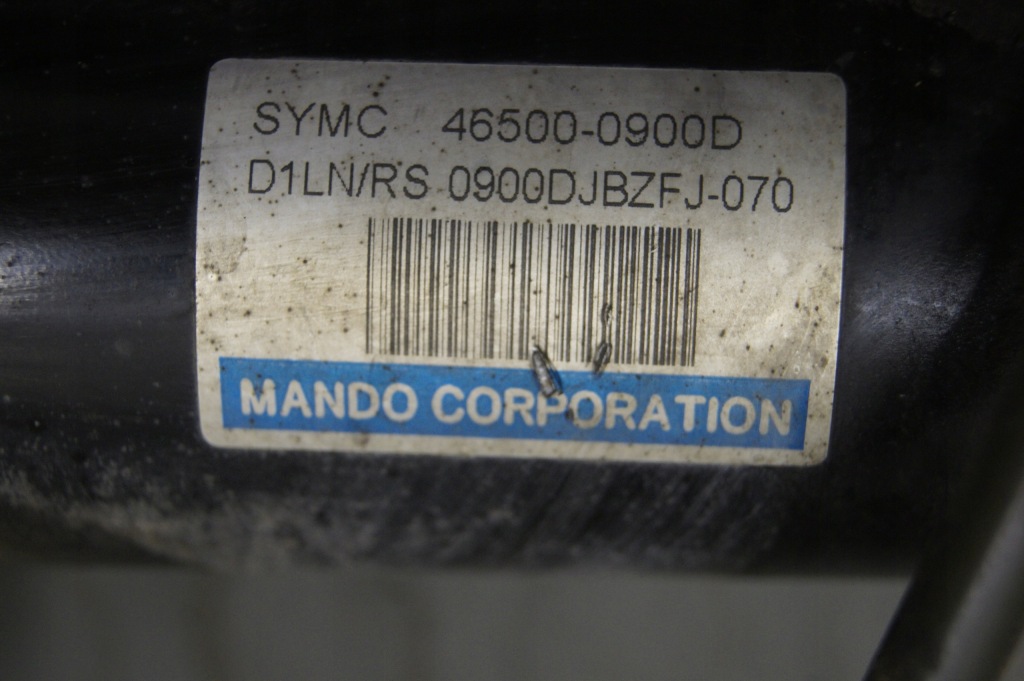 SYMC 46500-0900D
D1LN/RS 0900DJBZFJ-070
MANDO CORPORATION